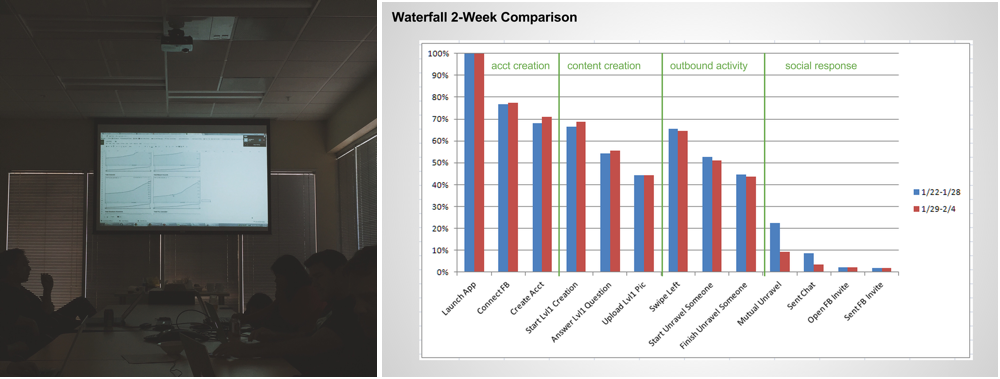 Waterfall 2-Week Comparison
100%
90%
80%
70%
60%
50%
40%
30%
20%
10%
0%
acct creation
content creation
outbound activity
social response
Launch App
Connect FB
Create Acct
Start Lvl1 Creation
Answer Lvl1 Question
Upload Lvl1 Pic
Swipe Left
Start Unravel Someone
Finish Unravel Someone
Mutual Unravel
Sent Chat
Open FB Invite
Sent FB Invite
1/22-1/28
1/29-2/4